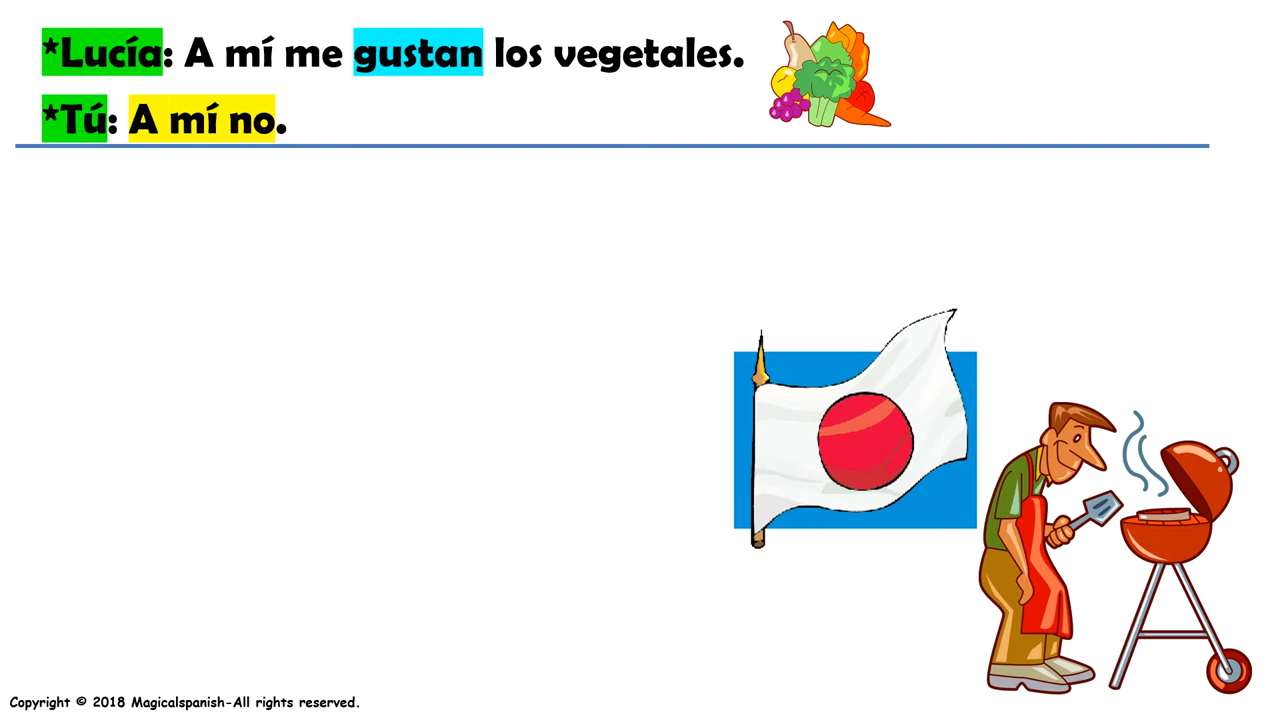 *Lucía: A mí me gustan los vegetales.
*Tú: A mí no.
Copyright © 2018 Magicalspanish-All rights reserved.